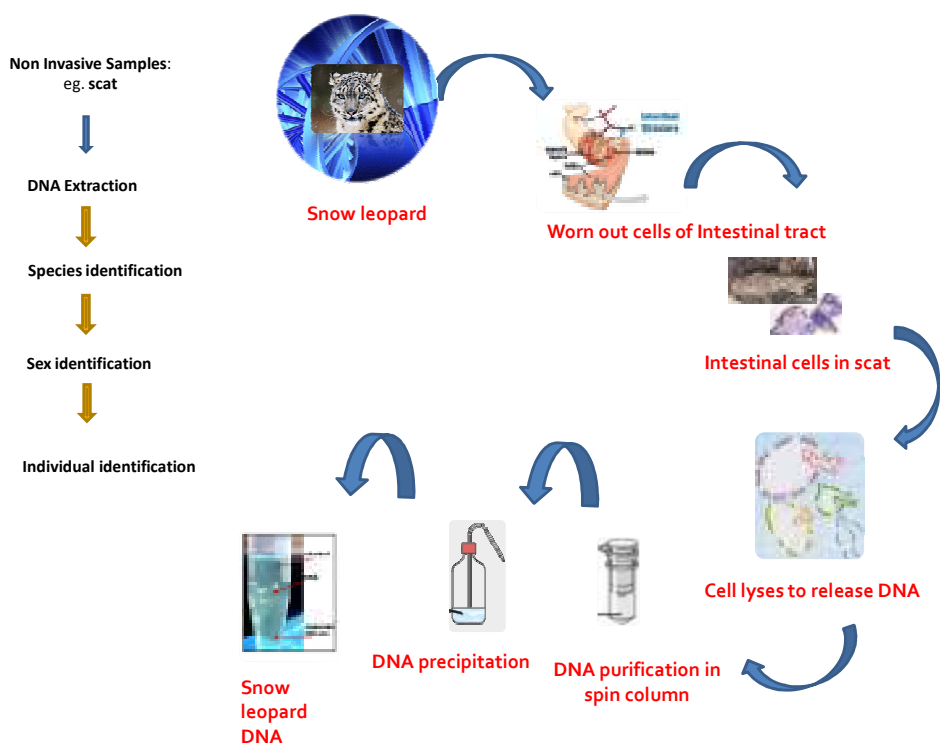 Non Invasive Samples:
eg. scat
DNA Extraction
Species identification
Sex identification
Individual identification
Snow leopard
Worn out cells of Intestinal tract
Intestinal cells in scat
Cell lyses to release DNA
DNA purification in
spin column
DNA precipitation
Snow
leopard
DNA